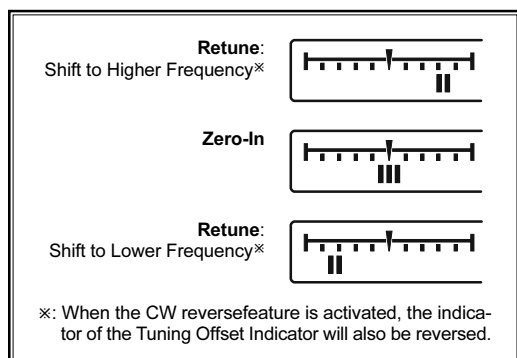 Retune:
Shift to Higher Frequency※
Zero-In
Retune:
Shift to Lower Frequency※
※: When the CW reversefeature is activated, the indica-
tor of the Tuning Offset Indicator will also be reversed.